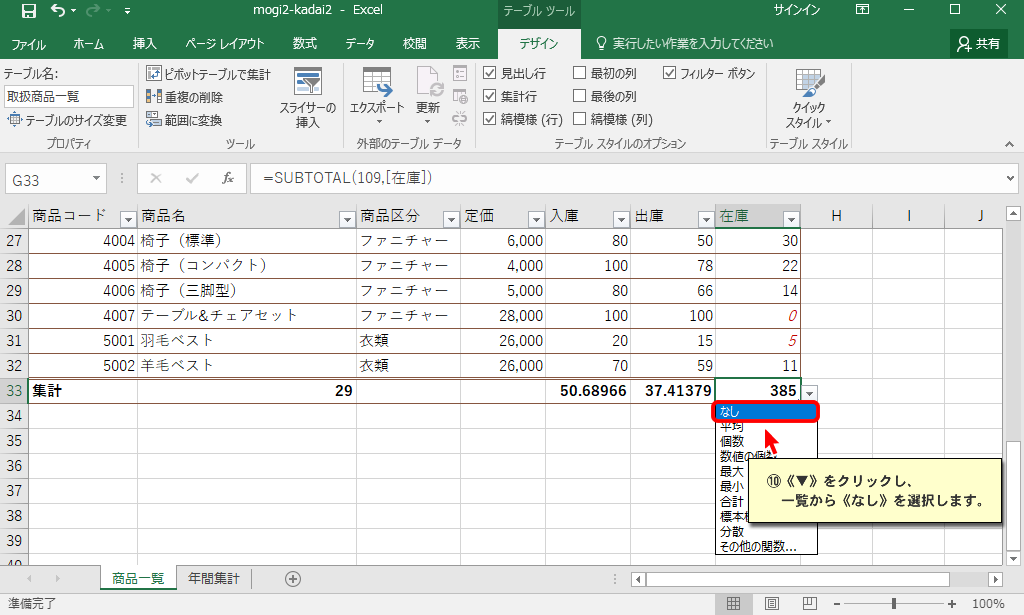 mogi2-kadai2 - Excel
テーブル ツール
サインイン
ファイル ホーム 挿入 ページ レイアウト 数式 データ 校閲 表示 デザイン 実行したい作業を入力してください 共有
テーブル名:
取扱商品一覧
テーブルのサイズ変更
プロパティ
ピボットテーブルで集計
重複の削除
範囲に変換
スライサーの
挿入
ツール
エクスポート
更新
外部のテーブル データ
見出し行 最初の列 フィルター ボタン
集計行 最後の列
縞模様 (行) 縞模様 (列)
テーブル スタイルのオプション
クイック
スタイル
テーブル スタイル
G33 fx =SUBTOTAL(109,[在庫])
商品コード 商品名 商品区分 定価 入庫 出庫 在庫 H I J
27 4004 椅子（標準） ファニチャー 6,000 80 50 30
28 4005 椅子（コンパクト） ファニチャー 4,000 100 78 22
29 4006 椅子（三脚型） ファニチャー 5,000 80 66 14
30 4007 テーブル&チェアセット ファニチャー 28,000 100 100 0
31 5001 羽毛ベスト 衣類 26,000 20 15 5
32 5002 羊毛ベスト 衣類 26,000 70 59 11
33 集計 29 50.68966 37.41379 385
34
35
36
37
38
39
40
なし
平均
個数
数値の個数
最大
最小
合計
標本
分散
その他の関数...
⑩《▼》をクリックし、
一覧から《なし》を選択します。
商品一覧 年間集計
準備完了
100%